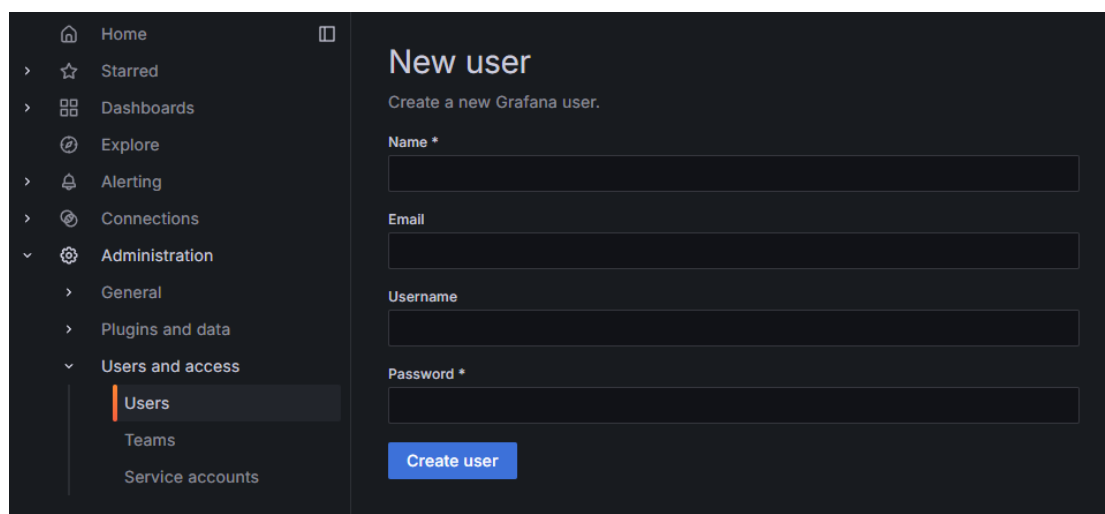 Home
Starred
Dashboards
Explore
Alerting
Connections
Administration
General
Plugins and data
Users and access
Users
Teams
Service accounts
New user
Create a new Grafana user.
Name *
Email
Username
Password *
Create user